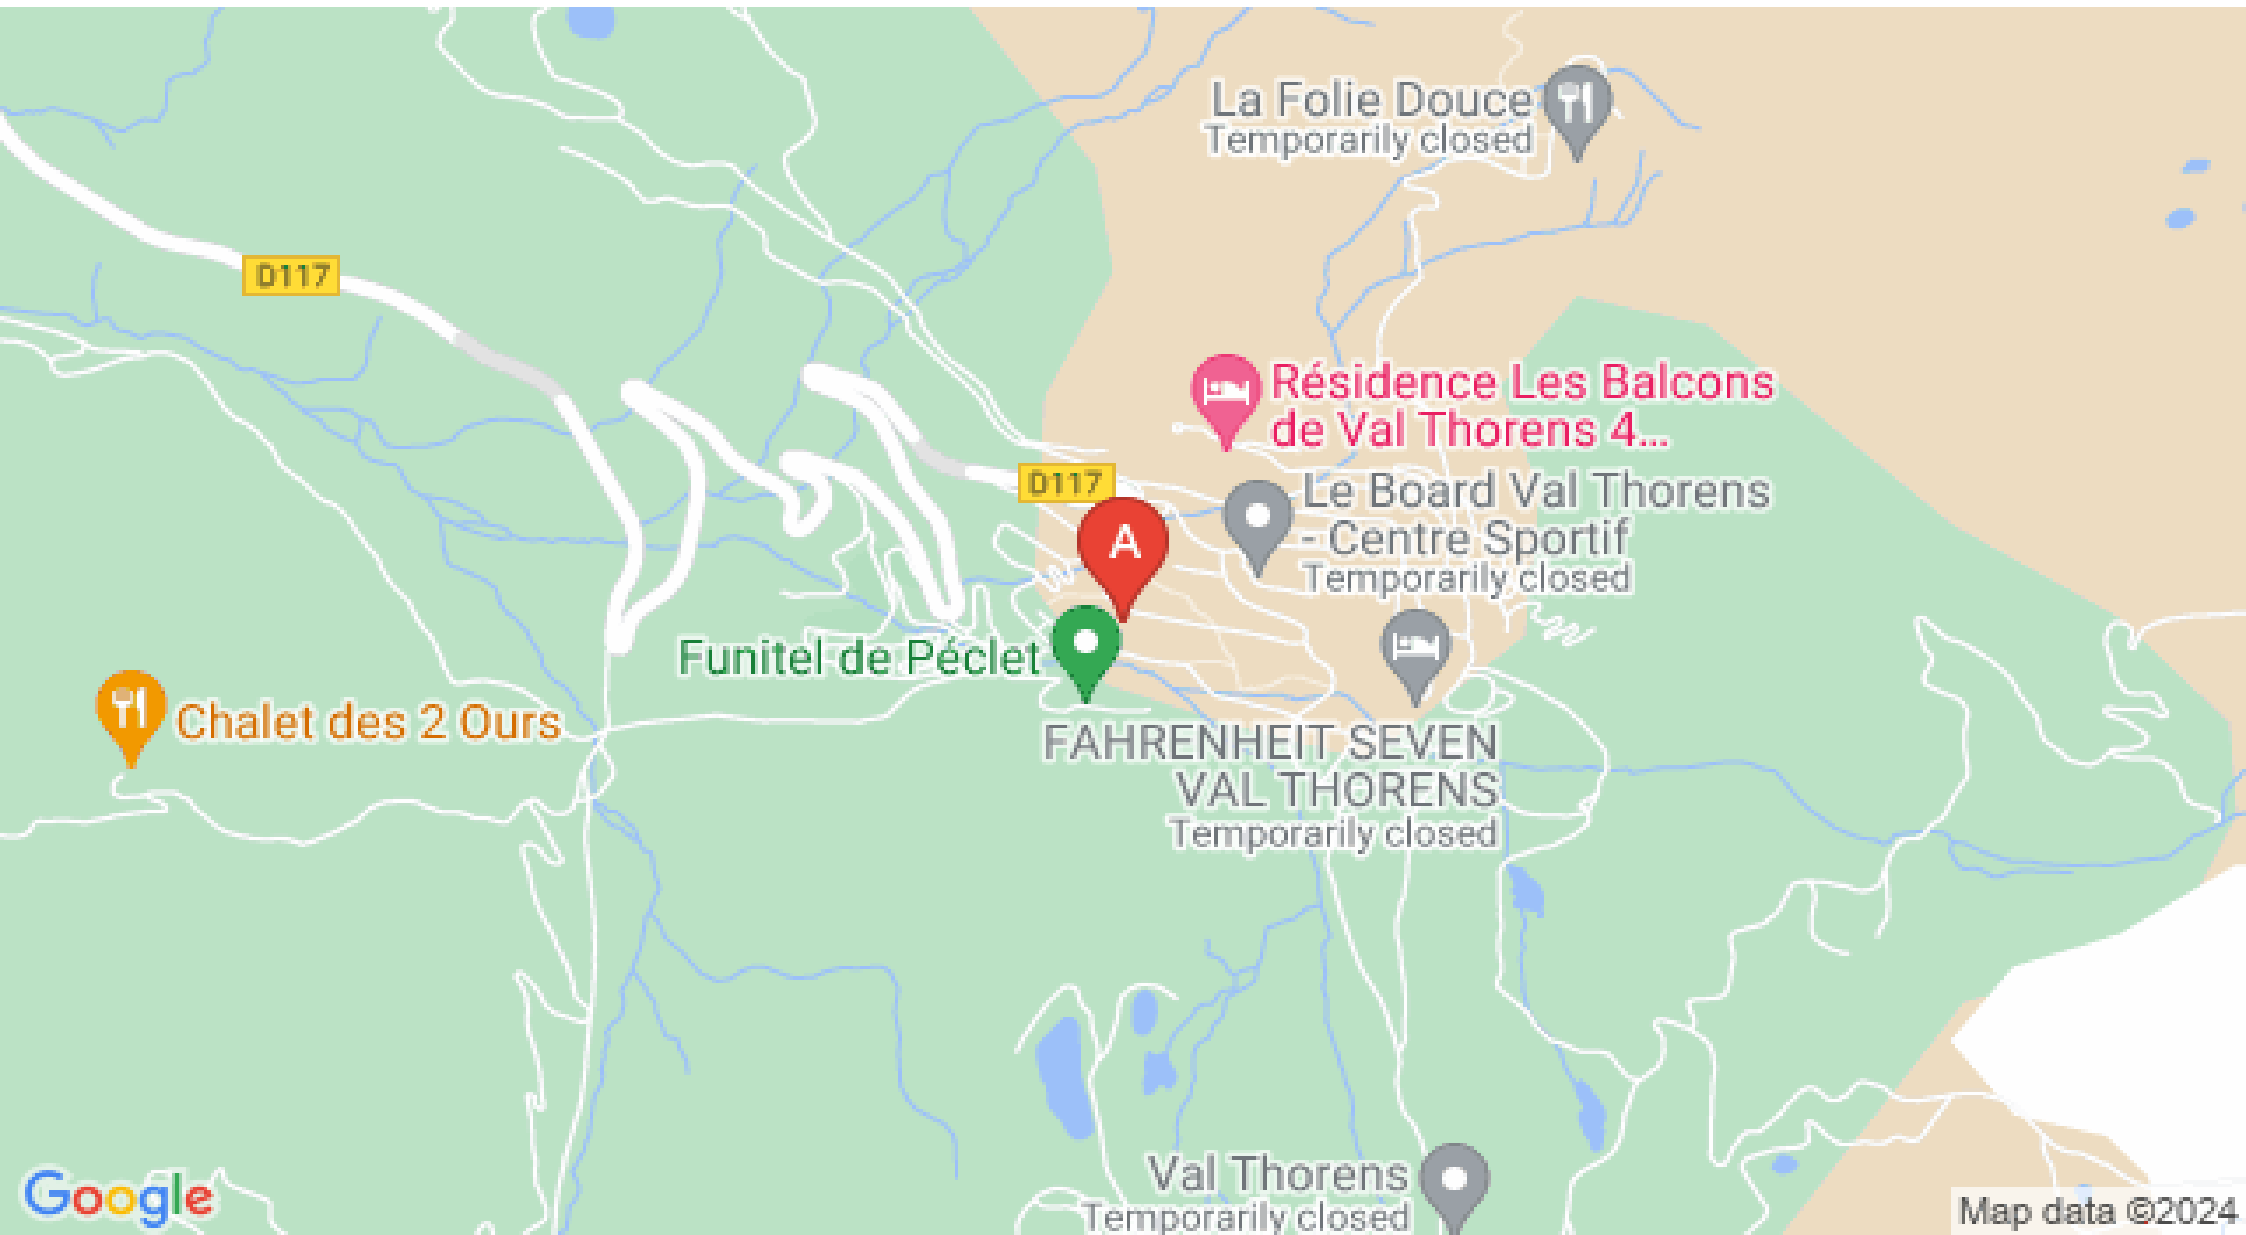 La Folie Douce
Temporarily closed
D117
Résidence Les Balcons
de Val Thorens 4...
D117
Le Board Val Thorens
- Centre Sportif
Temporarily closed
A
Funitel de Péclet
Chalet des 2 Ours
FAHRENHEIT SEVEN
VAL THORENS
Temporarily closed
Val Thorens
Temporarily closed
Google
Map data ©2024